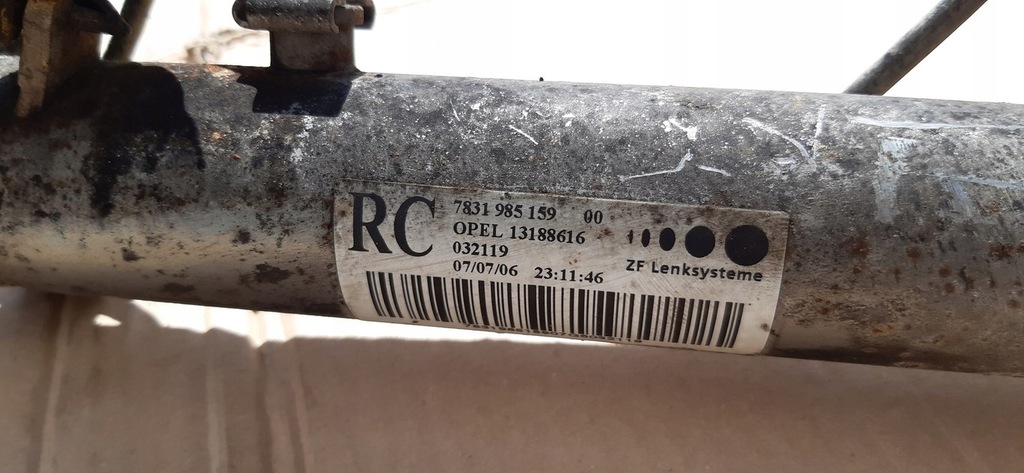 RC
7831 985 159 00
OPEL 13188616
032119
07/07/06 23:11:46
ZF Lenksysteme